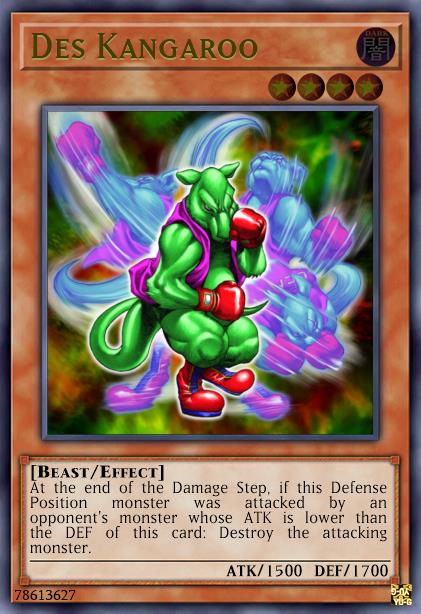 Des Kangaroo
DARK
闇
[Beast/Effect]
At the end of the Damage Step, if this Defense
Position monster was attacked by an
opponent's monster whose ATK is lower than
the DEF of this card: Destroy the attacking
monster.
ATK/1500 DEF/1700
78613627